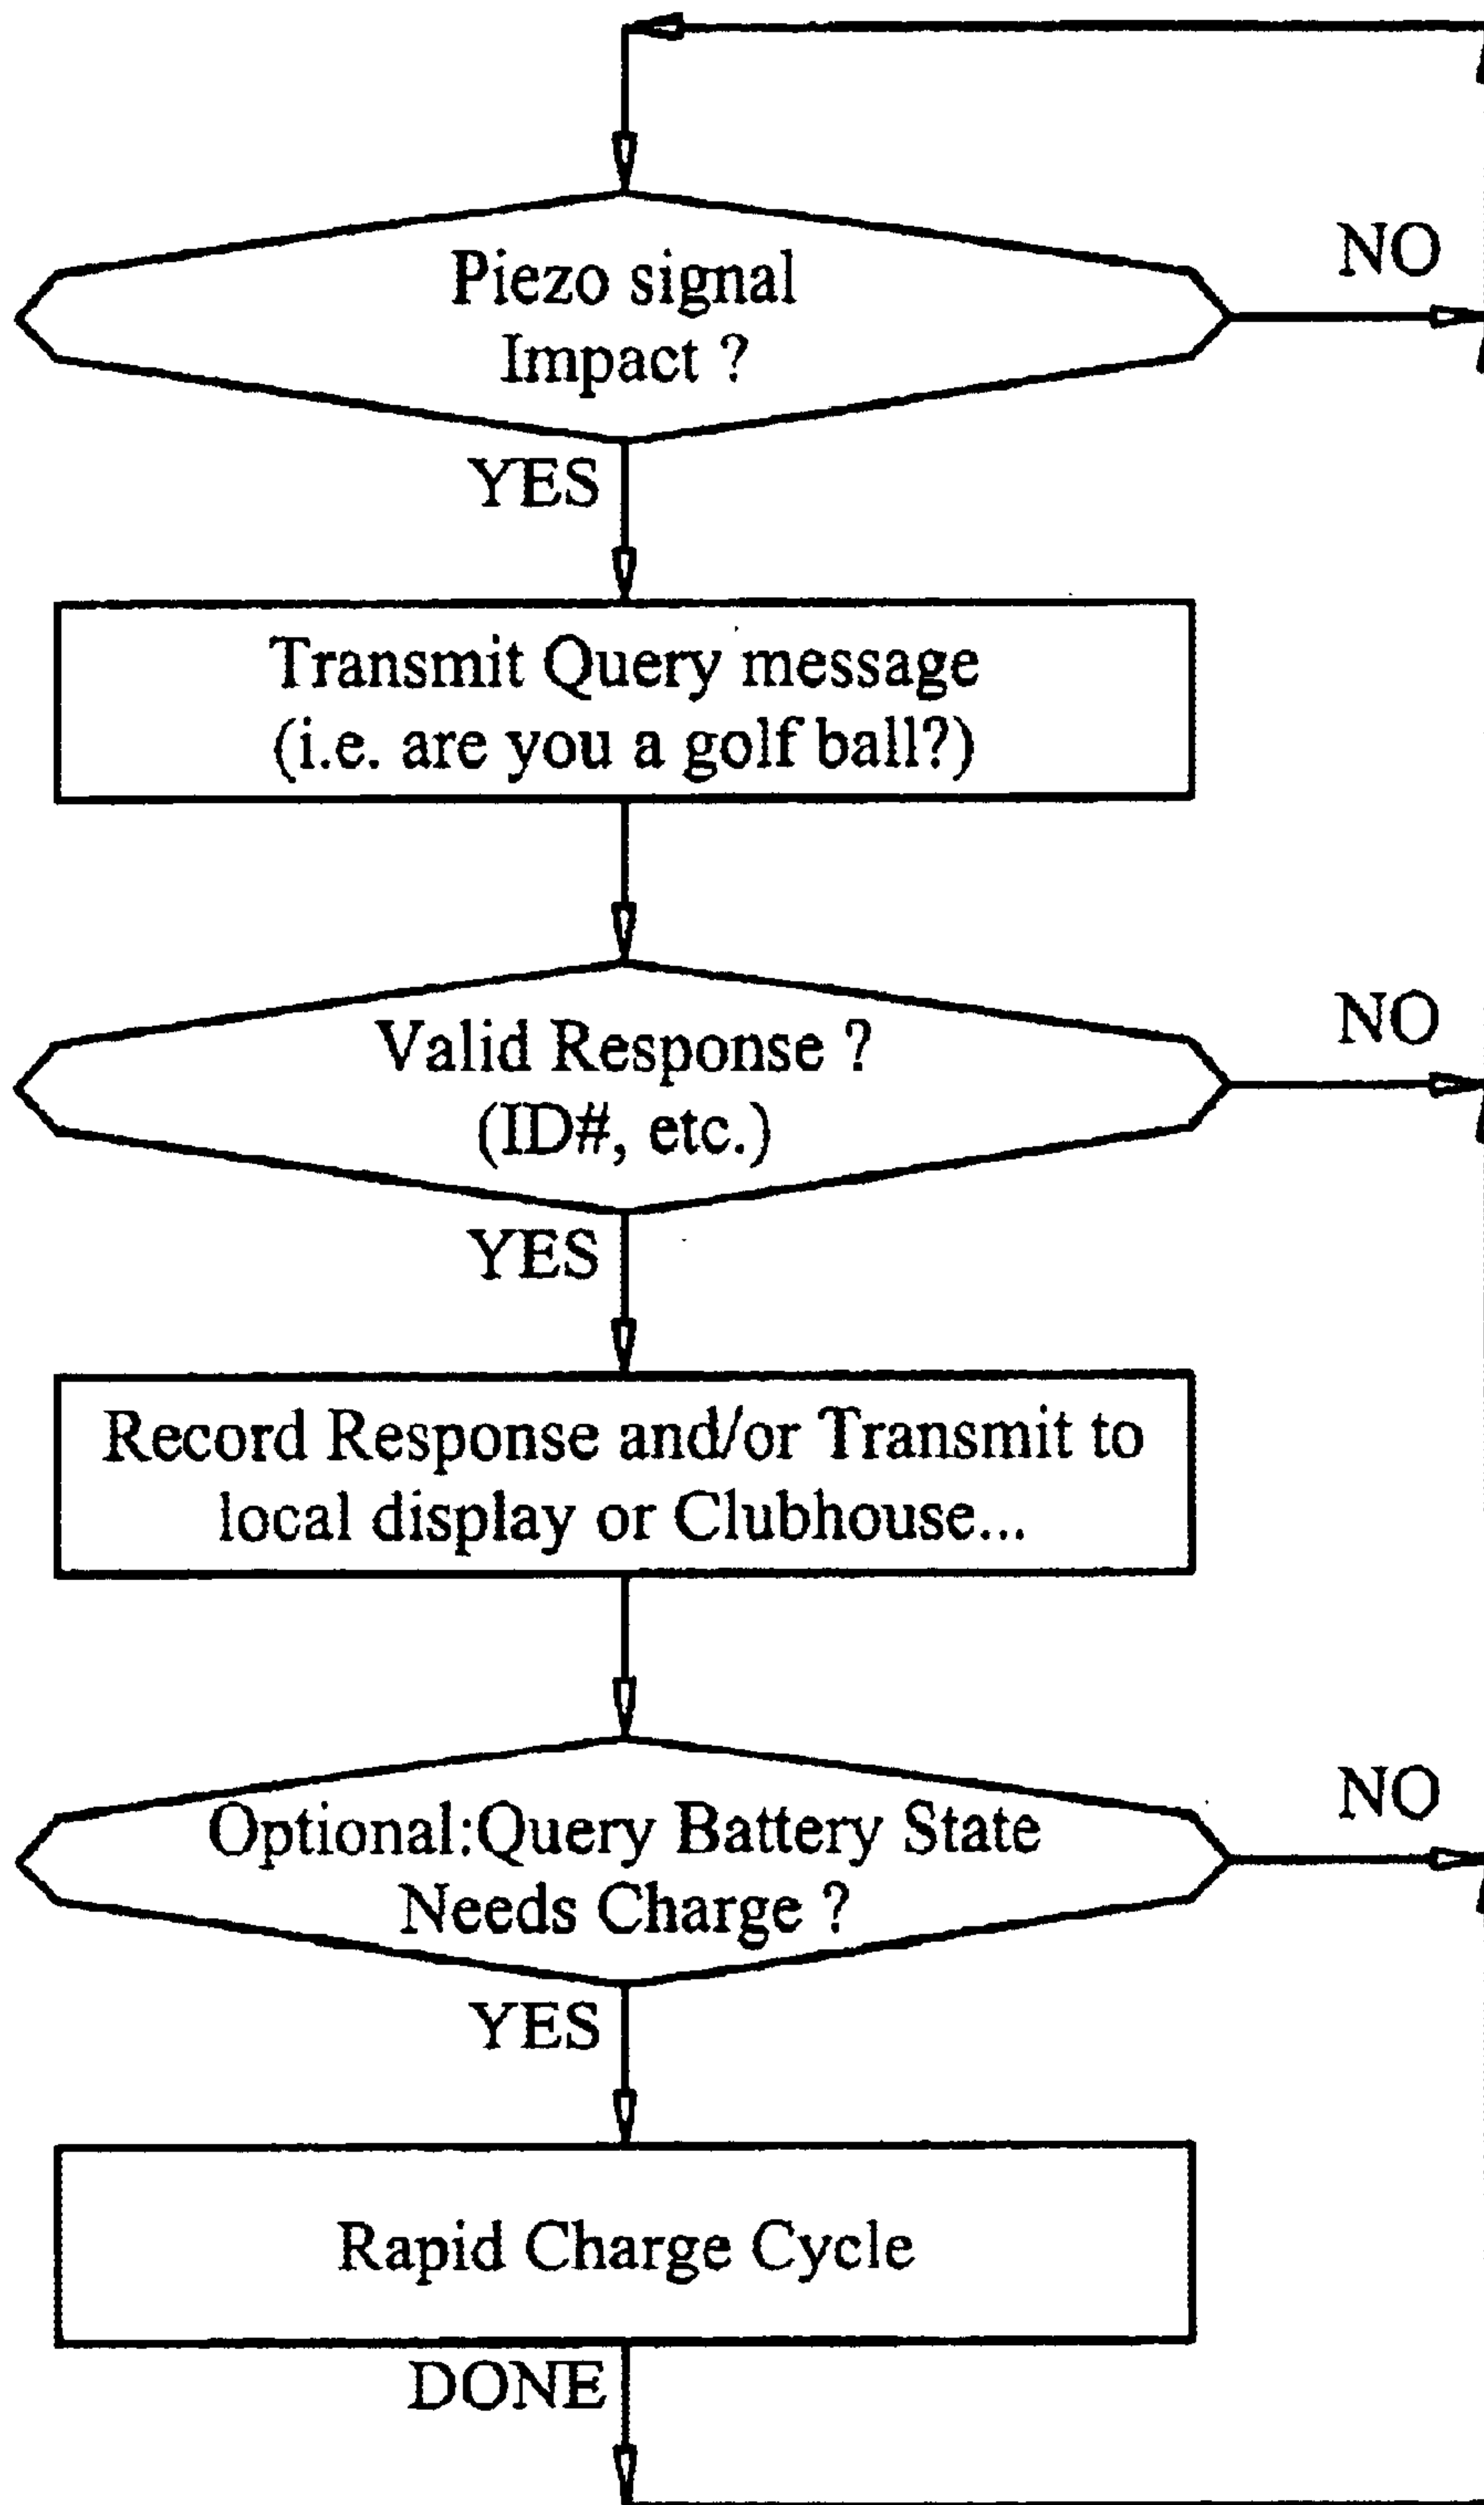 Piezo signal
Impact ?
NO
YES
Transmit Query message
(i.e. are you a golf ball?)
Valid Response ?
(ID#, etc.)
NO
YES
Record Response and/or Transmit to
local display or Clubhouse...
Optional:Query Battery State
Needs Charge ?
NO
YES
Rapid Charge Cycle
DONE